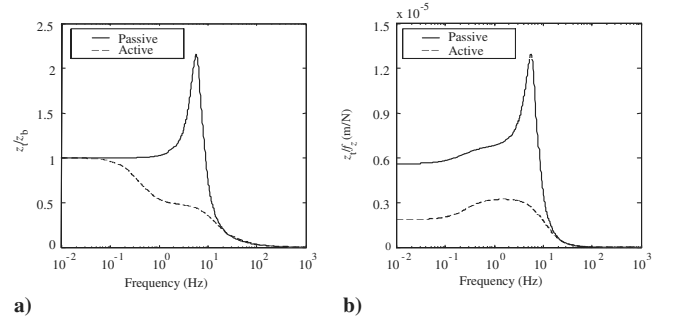 Passive
Active
2.5
2
1.5
1
0.5
0
z_t/z_b
10^-2
10^-1
10^0
10^1
10^2
10^3
Frequency (Hz)
a)
x 10^-5
Passive
Active
1.5
1.2
0.9
0.6
0.3
0
z_t/f_z (m/N)
10^-2
10^-1
10^0
10^1
10^2
10^3
Frequency (Hz)
b)